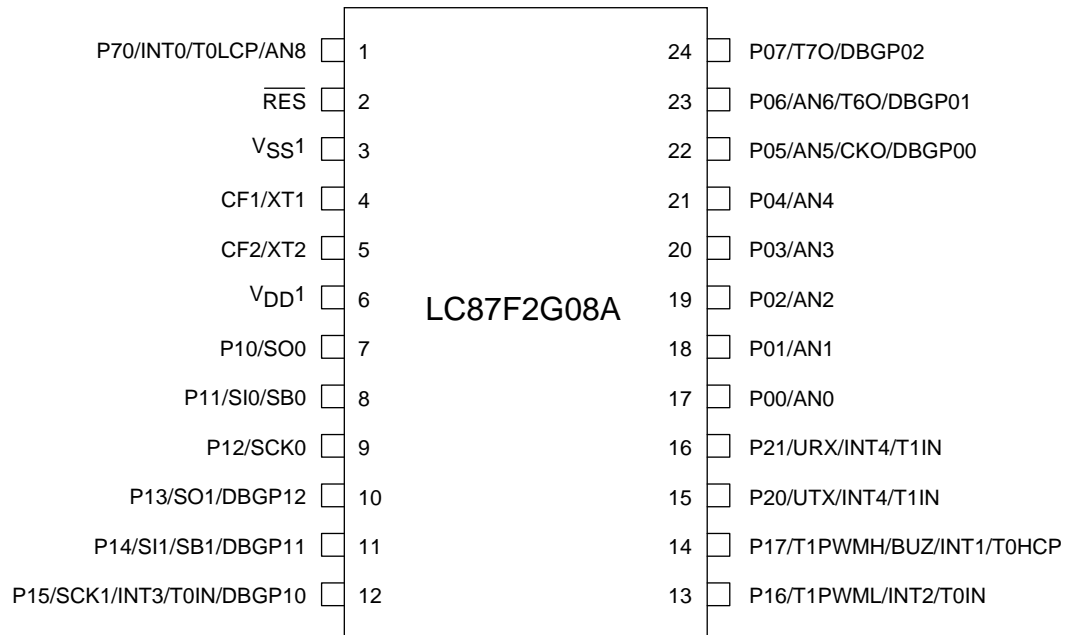 P70/INT0/T0LCP/AN8 1 24 P07/T7O/DBGP02
RES 2 23 P06/AN6/T6O/DBGP01
VSS1 3 22 P05/AN5/CKO/DBGP00
CF1/XT1 4 21 P04/AN4
CF2/XT2 5 20 P03/AN3
VDD1 6 19 P02/AN2
LC87F2G08A
P10/SO0 7 18 P01/AN1
P11/SI0/SB0 8 17 P00/AN0
P12/SCK0 9 16 P21/URX/INT4/T1IN
P13/SO1/DBGP12 10 15 P20/UTX/INT4/T1IN
P14/SI1/SB1/DBGP11 11 14 P17/T1PWMH/BUZ/INT1/T0HCP
P15/SCK1/INT3/T0IN/DBGP10 12 13 P16/T1PWML/INT2/T0IN